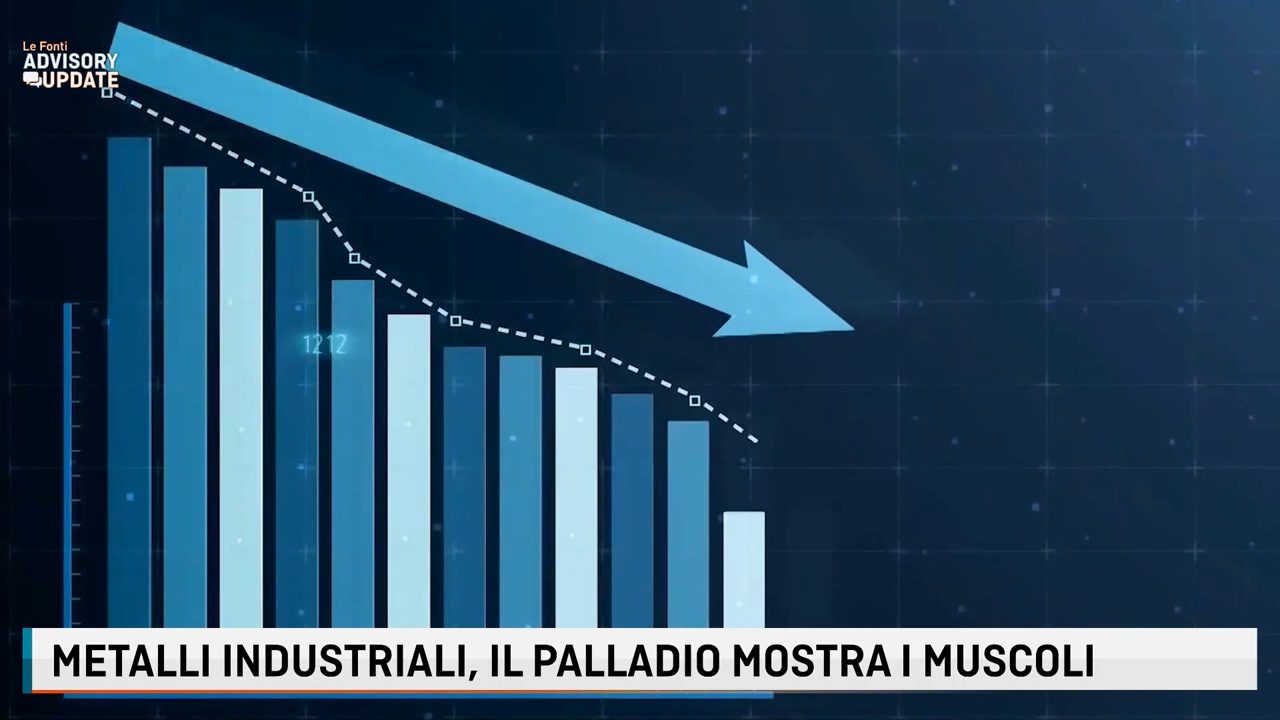 Le Fonti
ADVISORY
UPDATE
1212
METALLI INDUSTRIALI, IL PALLADIO MOSTRA I MUSCOLI